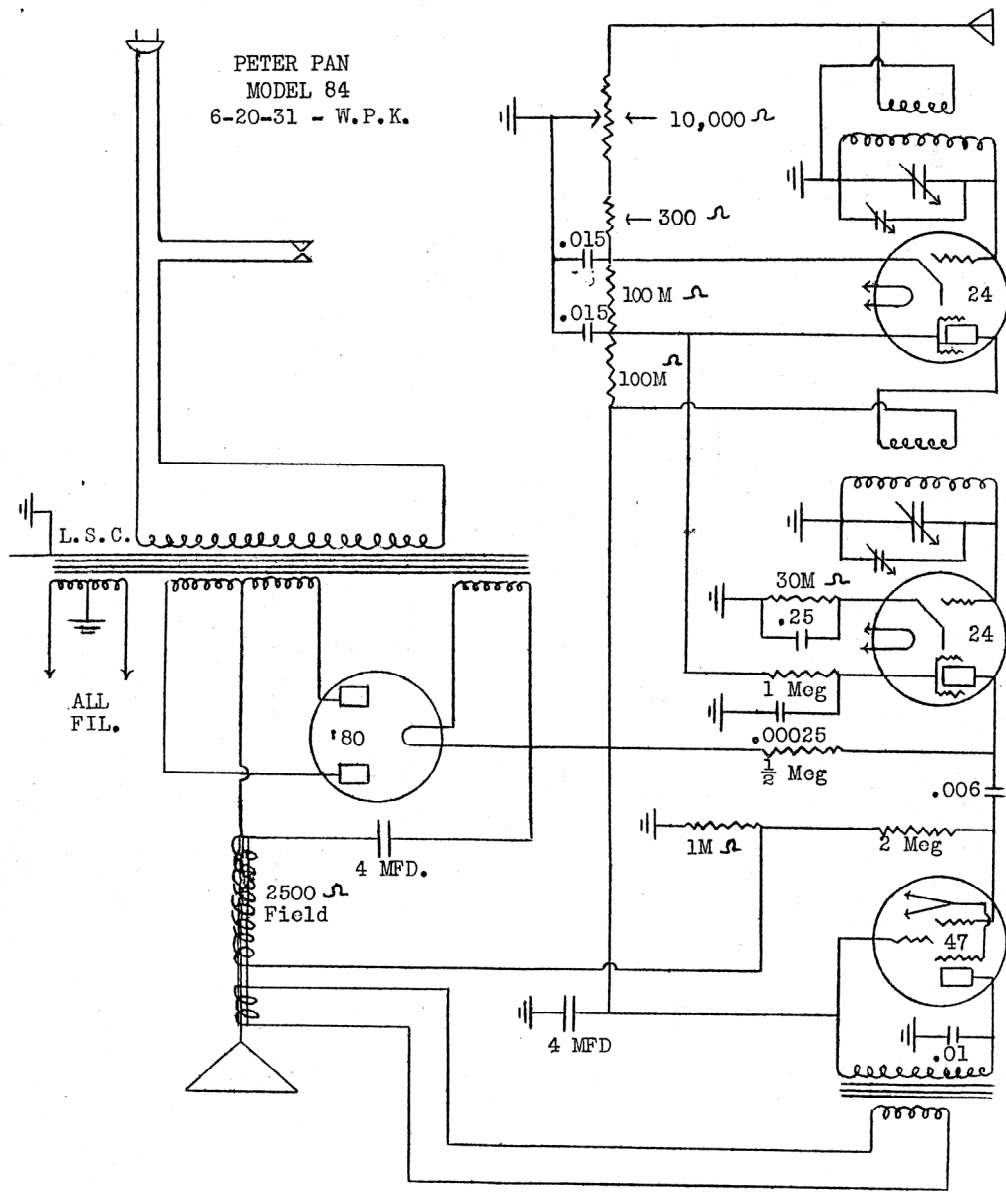 PETER PAN
MODEL 84
6-20-31 - W.P.K.
10,000 Ω
300 Ω
.015
100 M Ω
24
.015
100M Ω
L.S.C.
30M Ω
.25
24
1 Meg
ALL
FIL.
'80
.00025
½ Meg
.006
1M Ω
2 Meg
4 MFD.
2500 Ω
Field
47
4 MFD
.01